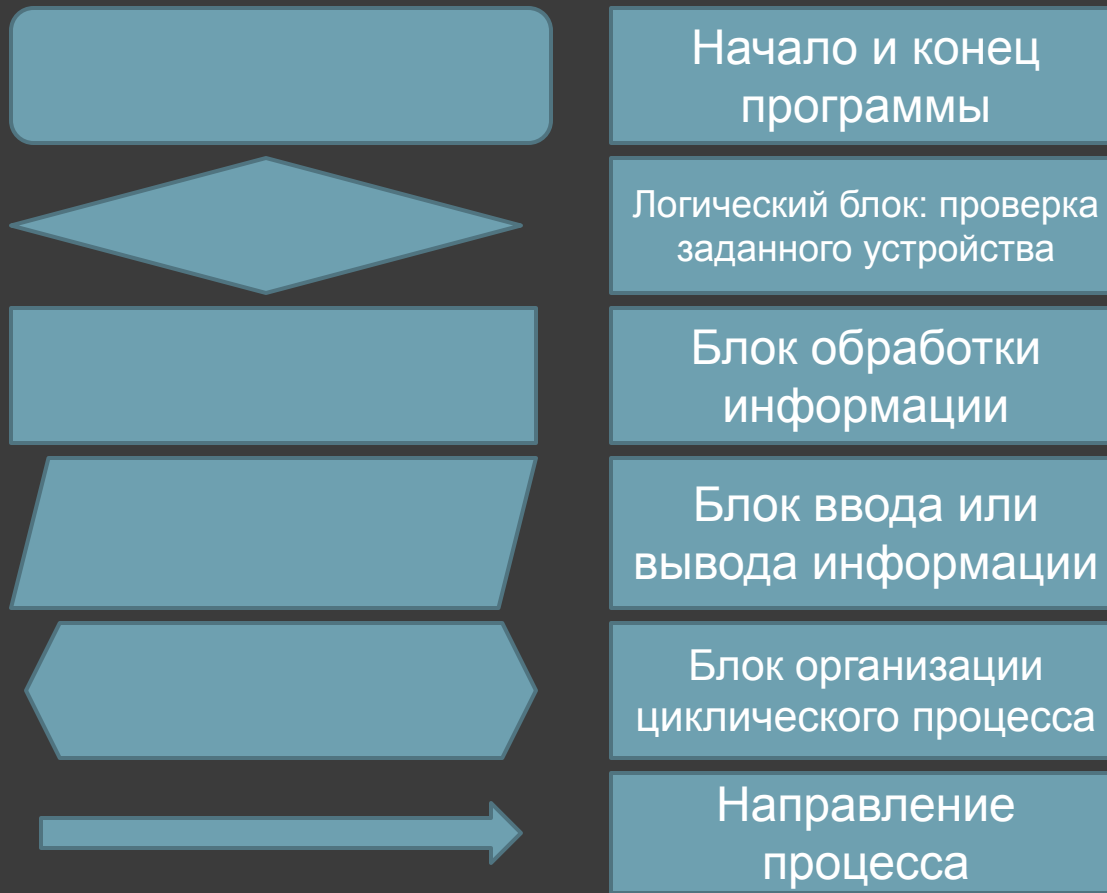 Начало и конец
программы
Логический блок: проверка
заданного устройства
Блок обработки
информации
Блок ввода или
вывода информации
Блок организации
циклического процесса
Направление
процесса